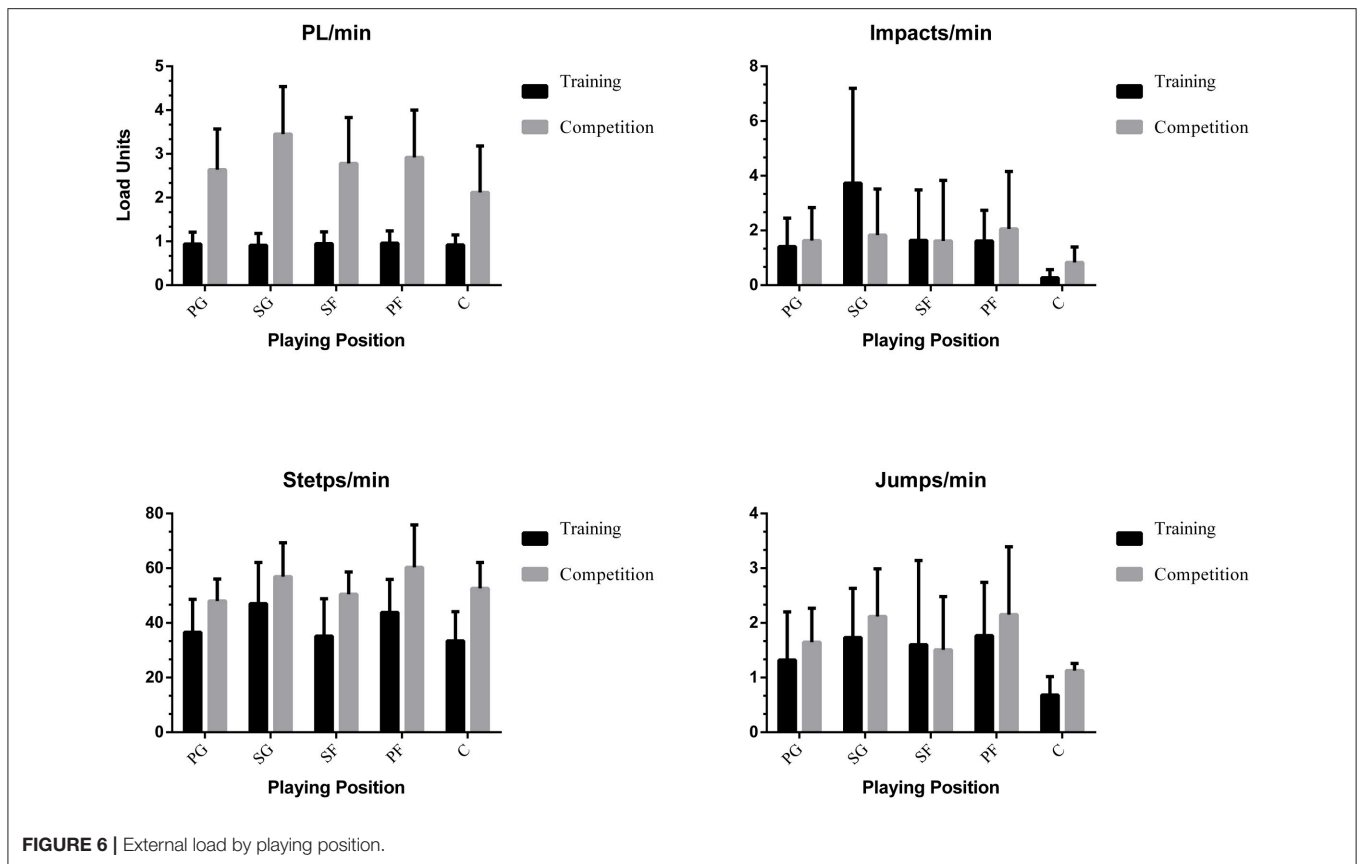 PL/min
5
4
3
2
1
0
Load Units
PG
SG
SF
PF
C
Playing Position
Training
Competition
Impacts/min
8
6
4
2
0
PG
SG
SF
PF
C
Playing Position
Training
Competition
Stetps/min
80
60
40
20
0
PG
SG
SF
PF
C
Playing Position
Training
Competition
Jumps/min
4
3
2
1
0
PG
SG
SF
PF
C
Playing Position
Training
Competition
FIGURE 6 | External load by playing position.